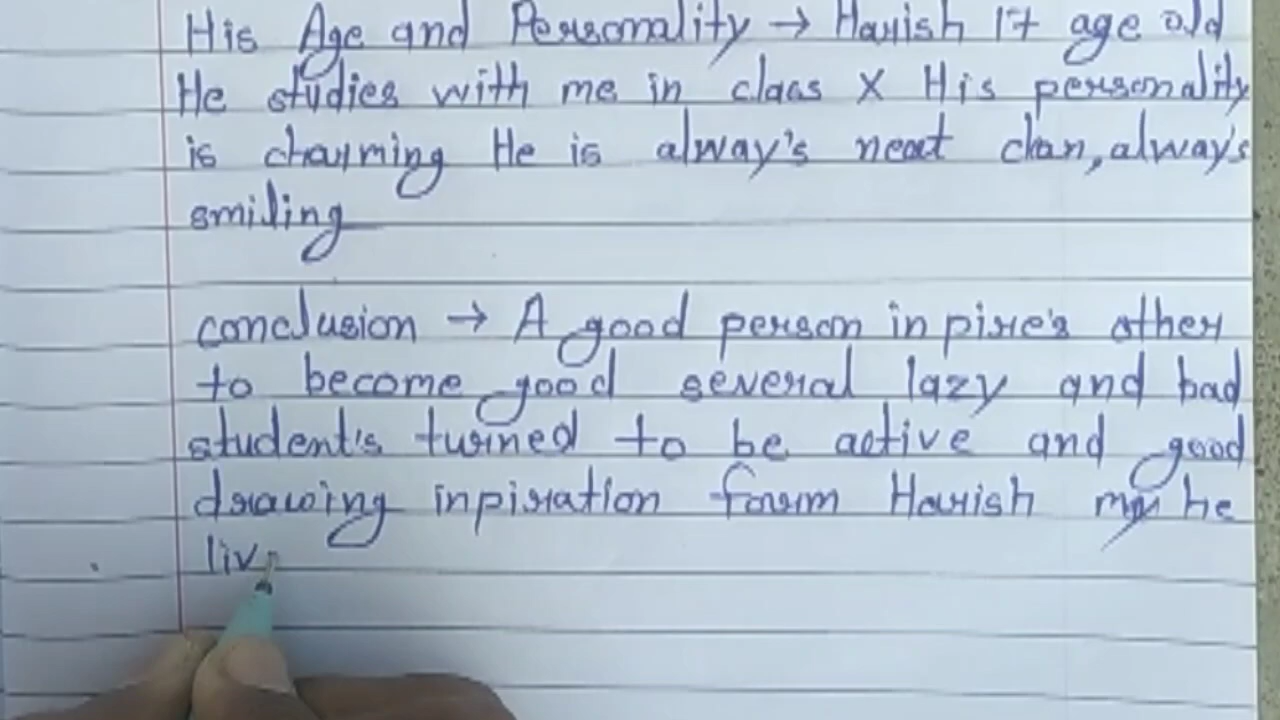 His Age and Personality → Harish 17 age old
He studies with me in class X His personality
is charming He is alway's neat clan, alway's
smiling
conclusion → A good person inpire's other
to become good several lazy and bad
student's turned to be active and good
drawing inpiration form Harish may he
liv